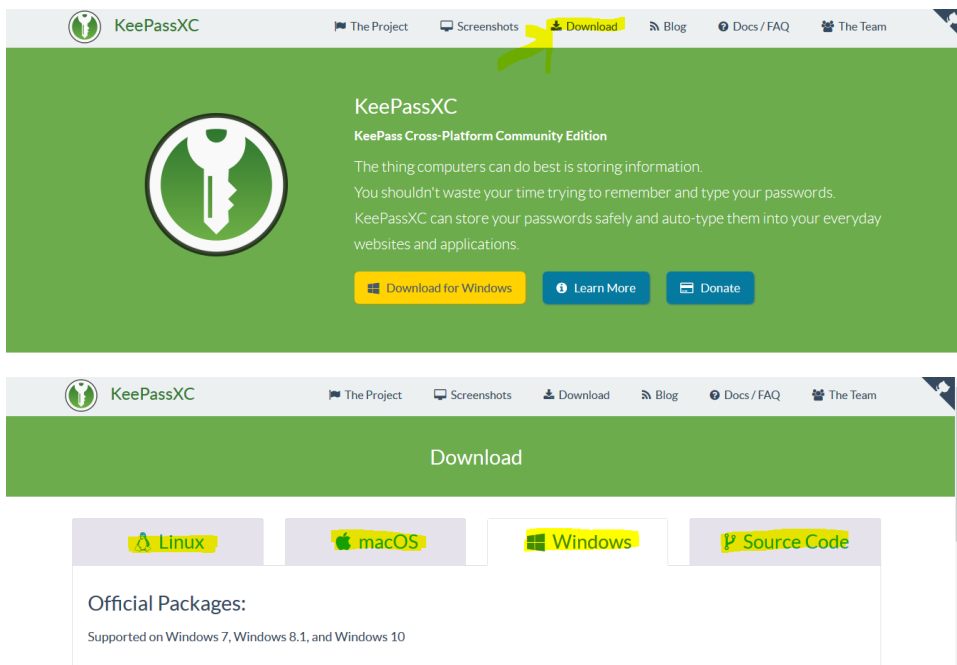 KeePassXC
The Project Screenshots Download Blog Docs / FAQ The Team
KeePassXC
KeePass Cross-Platform Community Edition
The thing computers can do best is storing information.
You shouldn't waste your time trying to remember and type your passwords.
KeePassXC can store your passwords safely and auto-type them into your everyday
websites and applications.
Download for Windows Learn More Donate
KeePassXC
The Project Screenshots Download Blog Docs / FAQ The Team
Download
Linux macOS Windows Source Code
Official Packages:
Supported on Windows 7, Windows 8.1, and Windows 10